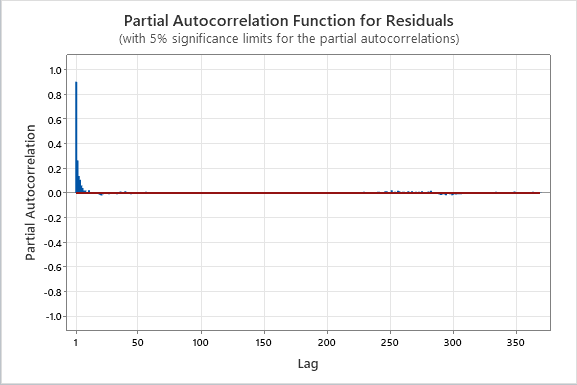 Partial Autocorrelation Function for Residuals
(with 5% significance limits for the partial autocorrelations)
1.0
0.8
0.6
0.4
0.2
0.0
-0.2
-0.4
-0.6
-0.8
-1.0
Partial Autocorrelation
1 50 100 150 200 250 300 350
Lag